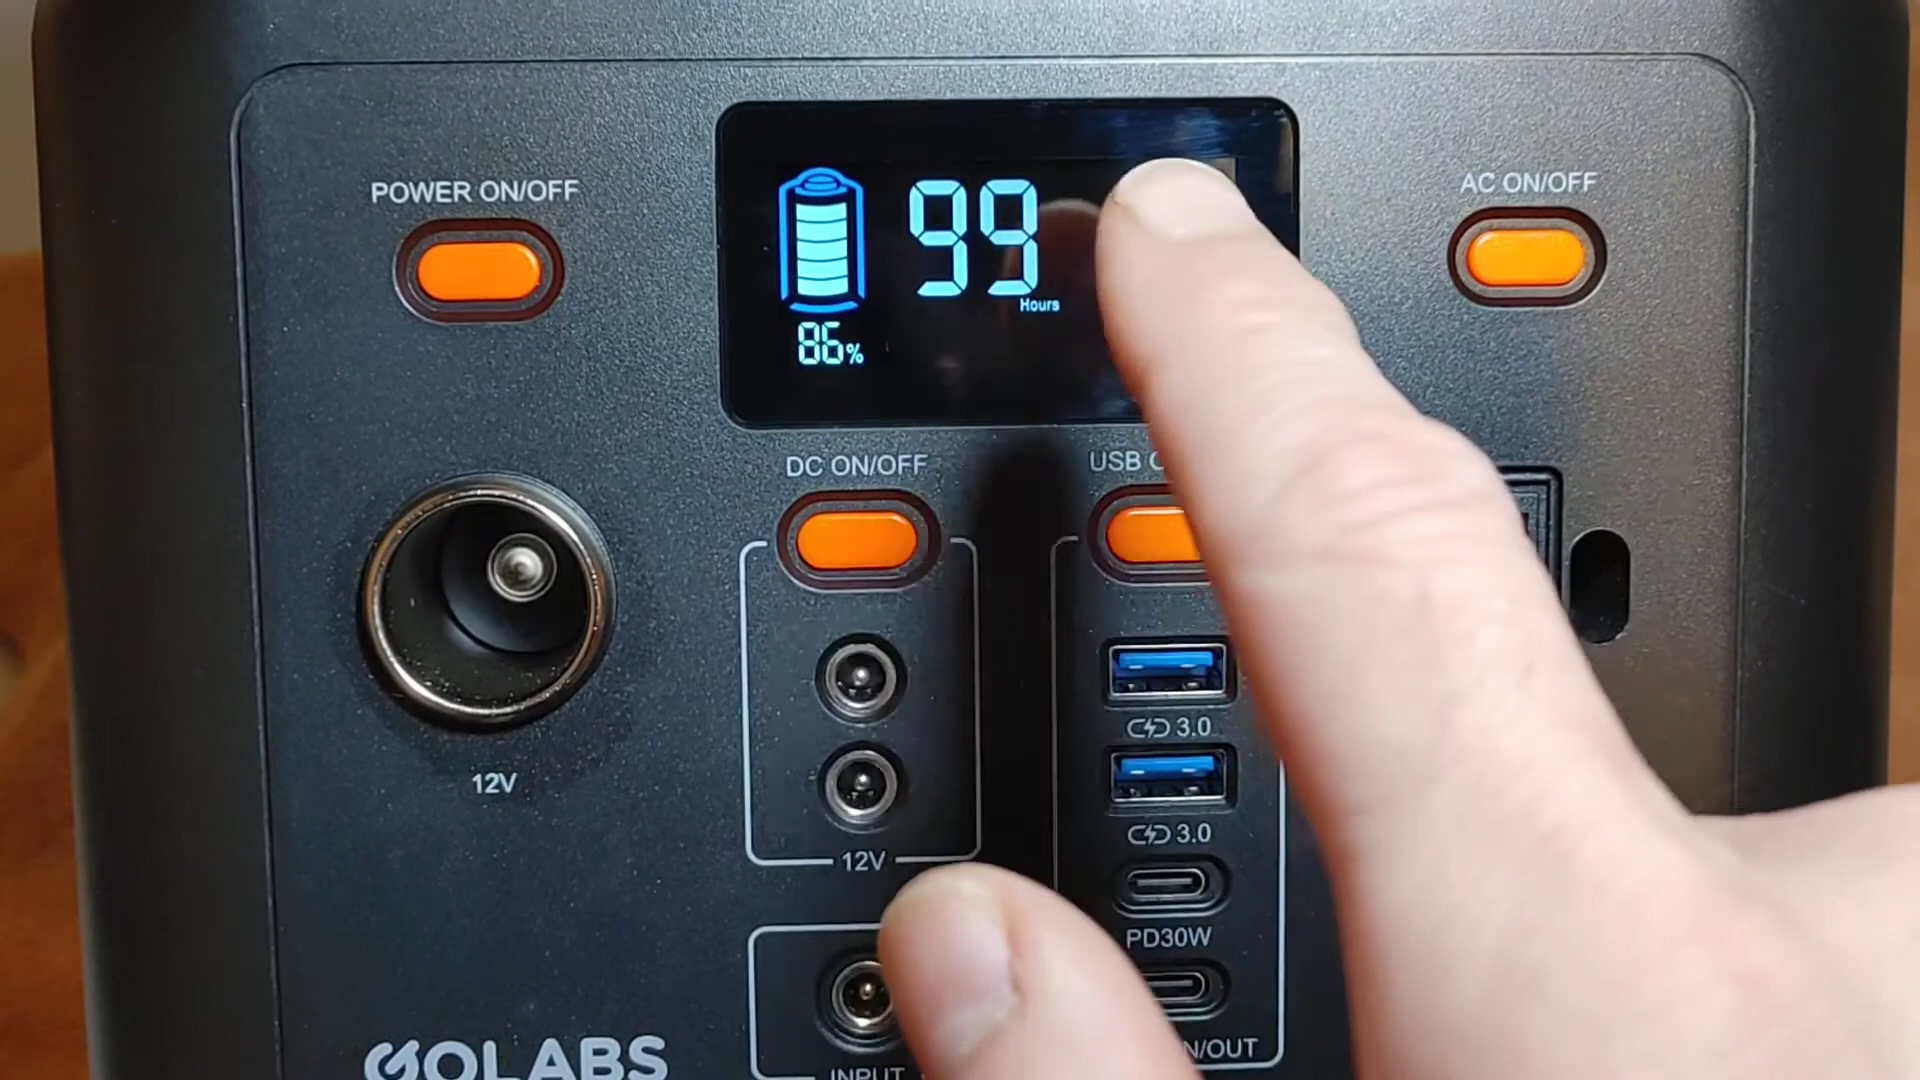 POWER ON/OFF
99
Hours
86%
AC ON/OFF
DC ON/OFF
USB
3.0
12V
3.0
12V
PD30W
IN/OUT
GOLABS
INPUT